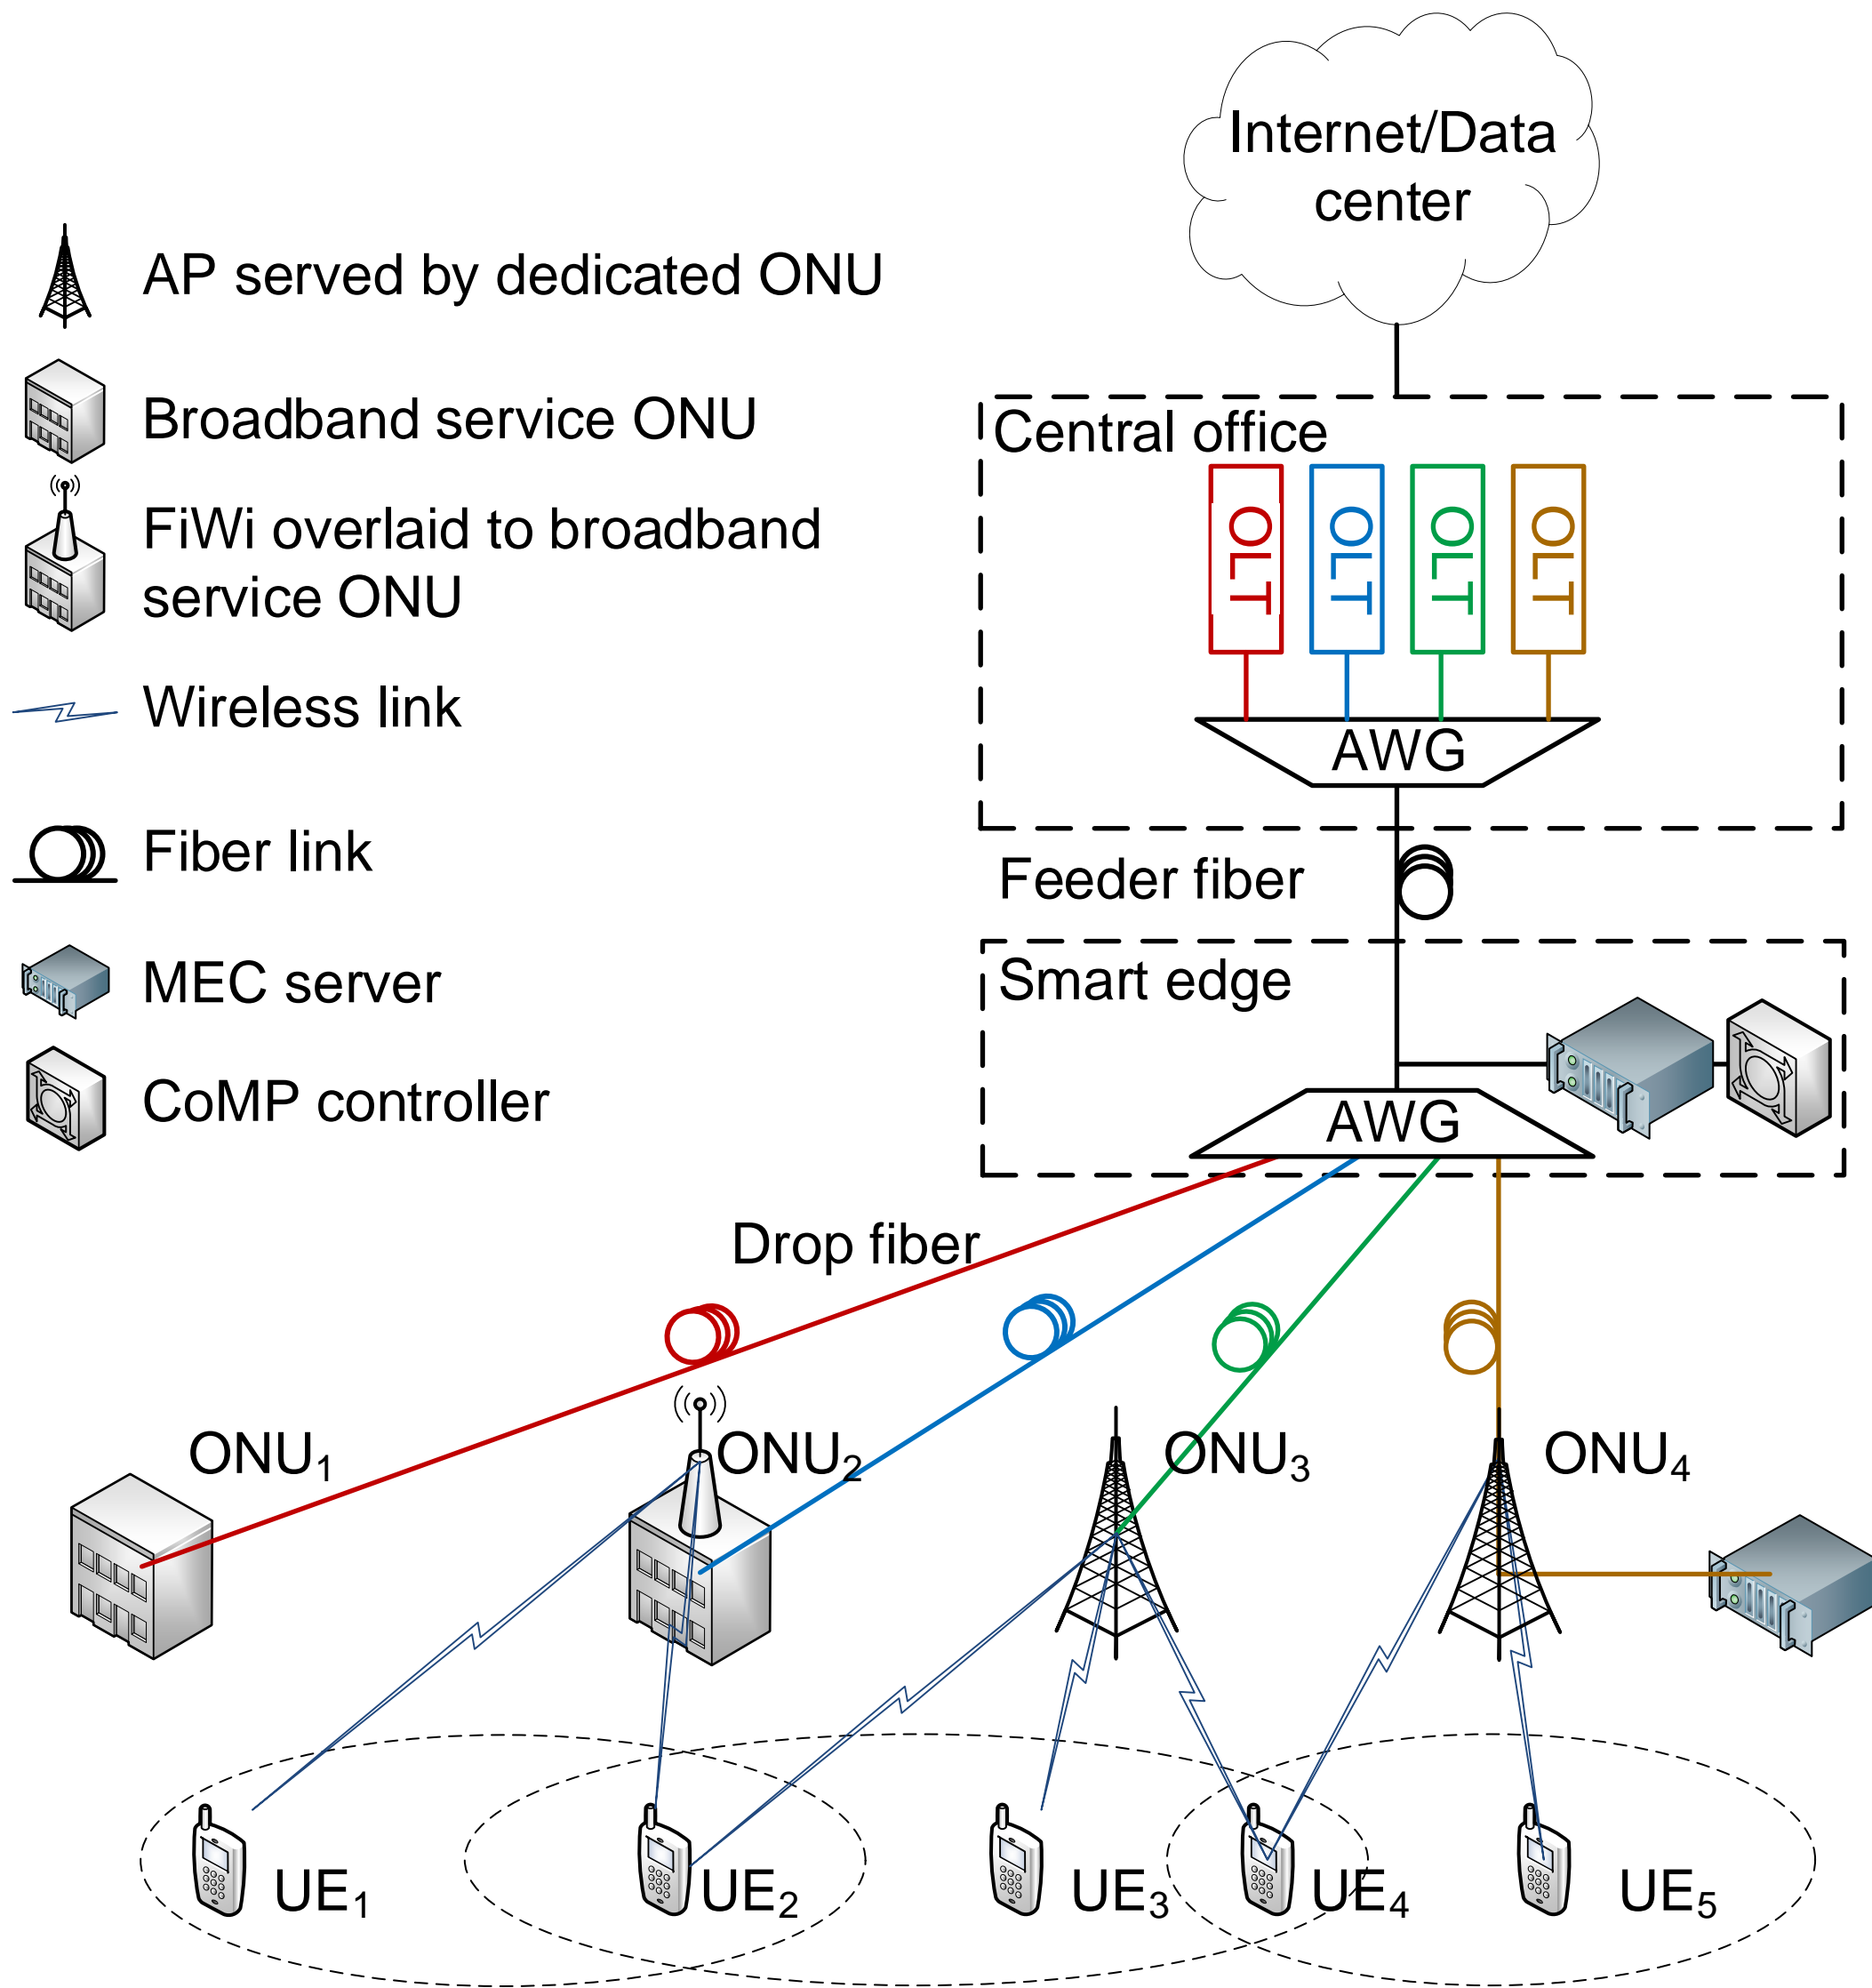 Internet/Data
center
AP served by dedicated ONU
Broadband service ONU
FiWi overlaid to broadband
service ONU
Wireless link
Fiber link
MEC server
CoMP controller
Central office
OLT
OLT
OLT
OLT
AWG
Feeder fiber
Smart edge
AWG
Drop fiber
ONU₁
ONU₂
ONU₃
ONU₄
UE₁
UE₂
UE₃
UE₄
UE₅